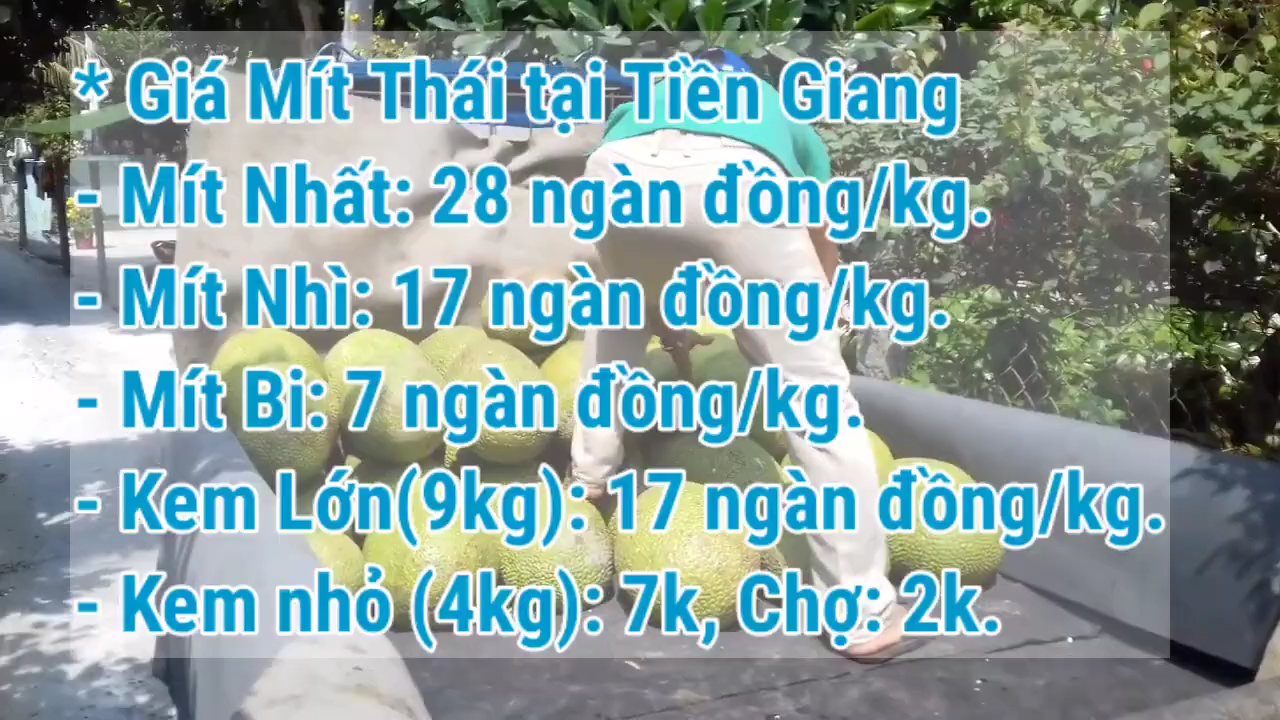 * Giá Mít Thái tại Tiền Giang
- Mít Nhất: 28 ngàn đồng/kg.
- Mít Nhì: 17 ngàn đồng/kg.
- Mít Bi: 7 ngàn đồng/kg.
- Kem Lớn(9kg): 17 ngàn đồng/kg.
- Kem nhỏ (4kg): 7k, Chợ: 2k.